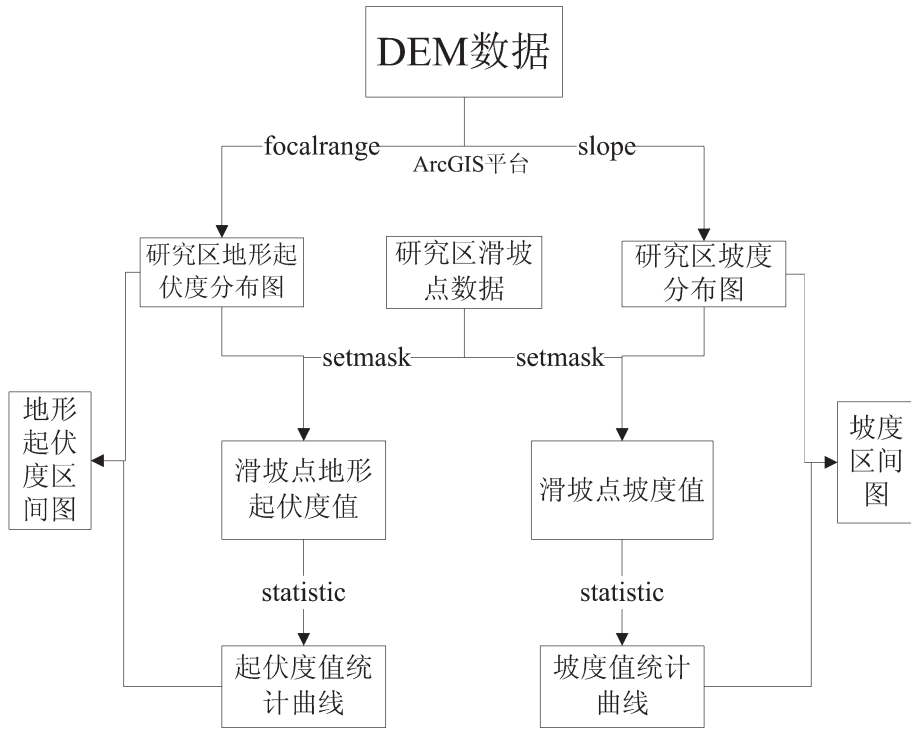 DEM数据
focalrange
slope
ArcGIS平台
研究区地形起
伏度分布图
研究区滑坡
点数据
研究区坡度
分布图
setmask
setmask
地形
起伏
度区
间图
滑坡点地形
起伏度值
滑坡点坡度值
坡度
区间
图
statistic
statistic
起伏度值统
计曲线
坡度值统计
曲线